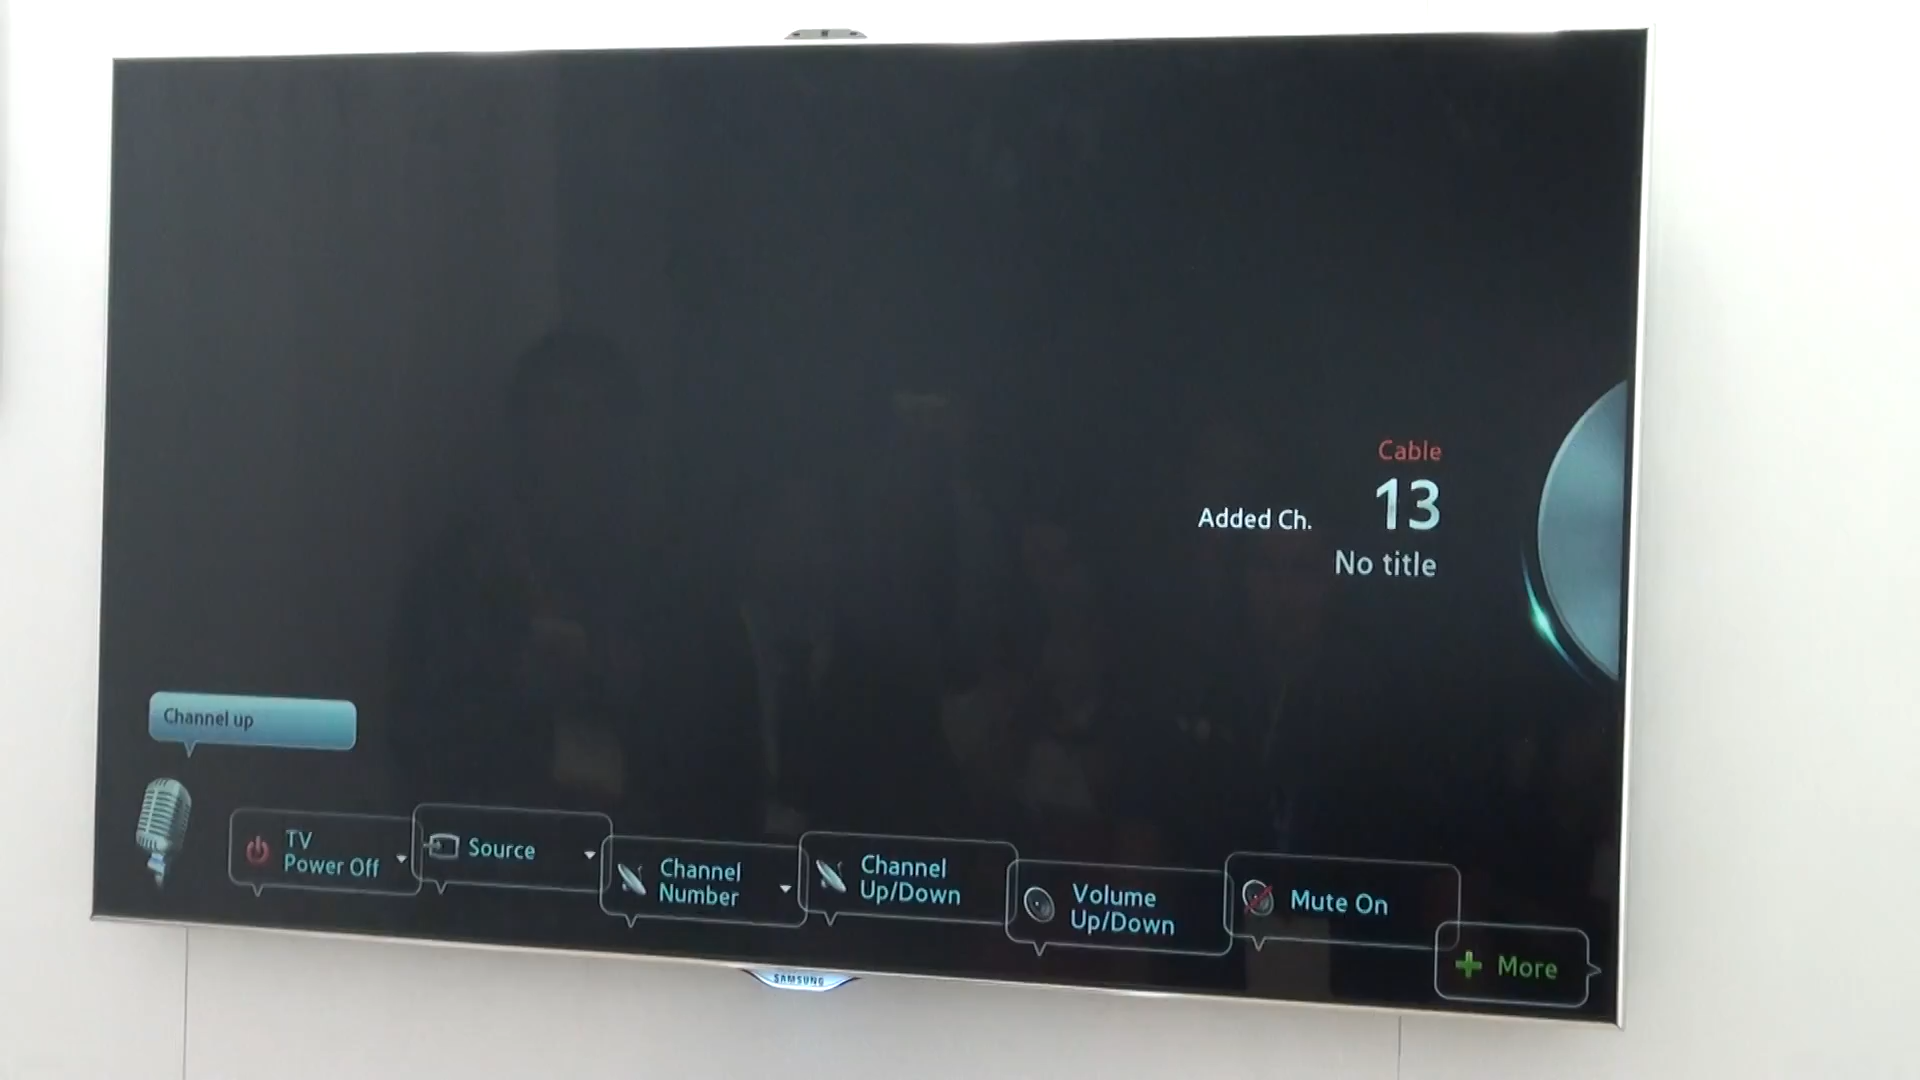 Cable
13
Added Ch.
No title
Channel up
TV
Power Off
Source
Channel
Number
Channel
Up/Down
Volume
Up/Down
Mute On
More
SAMSUNG